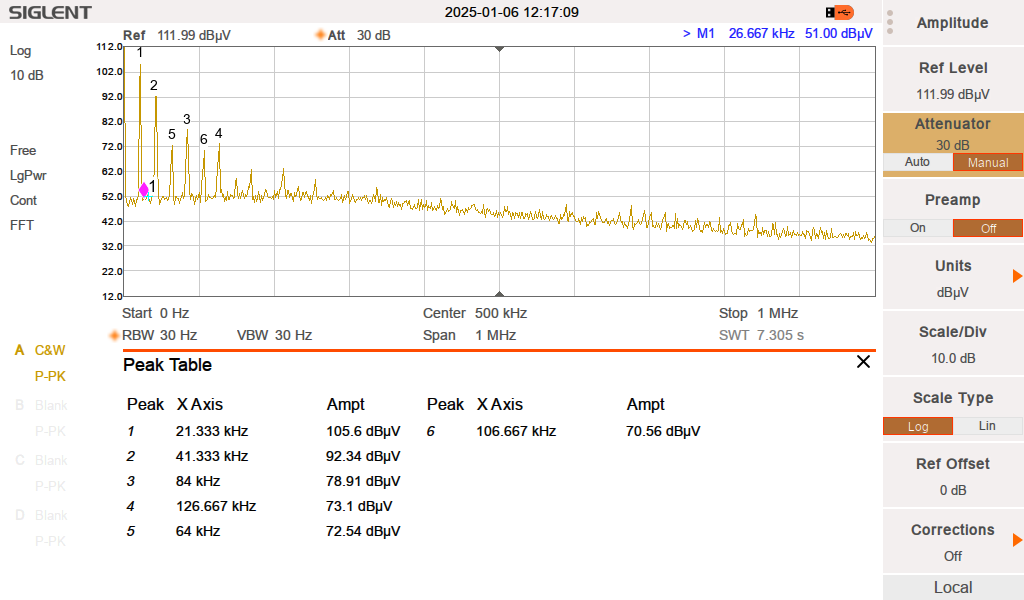 SIGLENT 2025-01-06 12:17:09
Ref 111.99 dBµV Att 30 dB > M1 26.667 kHz 51.00 dBµV
Log
10 dB
Free
LgPwr
Cont
FFT
112.0
102.0
92.0
82.0
72.0
62.0
52.0
42.0
32.0
22.0
12.0
1
2
3
5
6
4
1
Start 0 Hz Center 500 kHz Stop 1 MHz
RBW 30 Hz VBW 30 Hz Span 1 MHz SWT 7.305 s
A C&W
P-PK
B Blank
P-PK
C Blank
P-PK
D Blank
P-PK
Peak Table
Peak X Axis Ampt Peak X Axis Ampt
1 21.333 kHz 105.6 dBµV 6 106.667 kHz 70.56 dBµV
2 41.333 kHz 92.34 dBµV
3 84 kHz 78.91 dBµV
4 126.667 kHz 73.1 dBµV
5 64 kHz 72.54 dBµV
Amplitude
Ref Level
111.99 dBµV
Attenuator
30 dB
Auto Manual
Preamp
On Off
Units
dBµV
Scale/Div
10.0 dB
Scale Type
Log Lin
Ref Offset
0 dB
Corrections
Off
Local